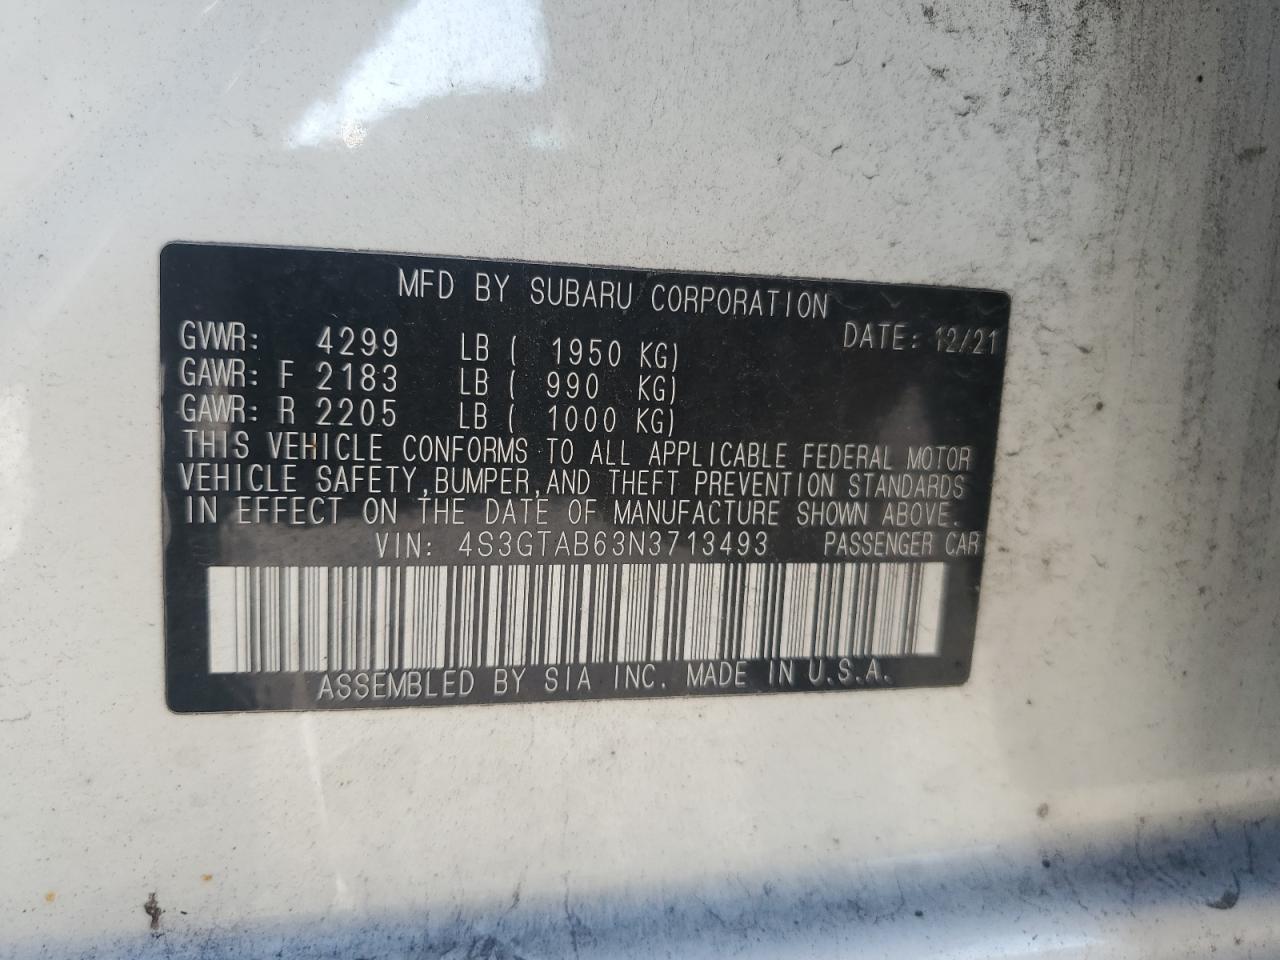 MFD BY SUBARU CORPORATION
DATE: 12/21
GVWR: 4299 LB ( 1950 KG)
GAWR: F 2183 LB ( 990 KG)
GAWR: R 2205 LB ( 1000 KG)
THIS VEHICLE CONFORMS TO ALL APPLICABLE FEDERAL MOTOR
VEHICLE SAFETY, BUMPER, AND THEFT PREVENTION STANDARDS
IN EFFECT ON THE DATE OF MANUFACTURE SHOWN ABOVE.
VIN: 4S3GTAB63N3713493 PASSENGER CAR
ASSEMBLED BY SIA INC. MADE IN U.S.A.